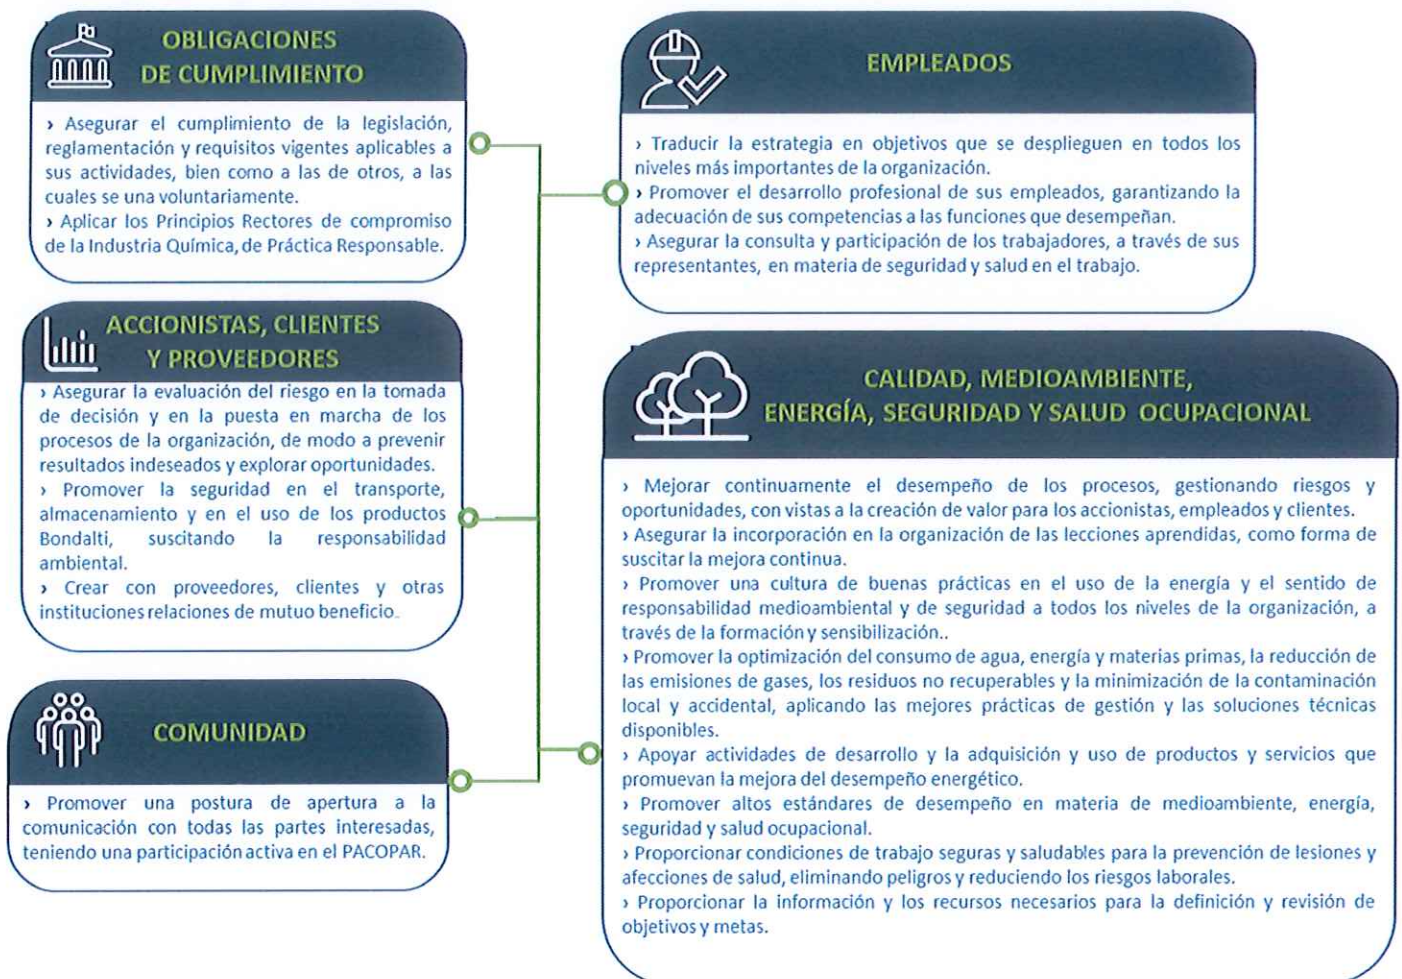 OBLIGACIONES
DE CUMPLIMIENTO
› Asegurar el cumplimiento de la legislación,
reglamentación y requisitos vigentes aplicables a
sus actividades, bien como a las de otros, a las
cuales se una voluntariamente.
› Aplicar los Principios Rectores de compromiso
de la Industria Química, de Práctica Responsable.
EMPLEADOS
› Traducir la estrategia en objetivos que se desplieguen en todos los
niveles más importantes de la organización.
› Promover el desarrollo profesional de sus empleados, garantizando la
adecuación de sus competencias a las funciones que desempeñan.
› Asegurar la consulta y participación de los trabajadores, a través de sus
representantes, en materia de seguridad y salud en el trabajo.
ACCIONISTAS, CLIENTES
Y PROVEEDORES
› Asegurar la evaluación del riesgo en la tomada
de decisión y en la puesta en marcha de los
procesos de la organización, de modo a prevenir
resultados indeseados y explorar oportunidades.
› Promover la seguridad en el transporte,
almacenamiento y en el uso de los productos
Bondalti, suscitando la responsabilidad
ambiental.
› Crear con proveedores, clientes y otras
instituciones relaciones de mutuo beneficio..
CALIDAD, MEDIOAMBIENTE,
ENERGÍA, SEGURIDAD Y SALUD OCUPACIONAL
› Mejorar continuamente el desempeño de los procesos, gestionando riesgos y
oportunidades, con vistas a la creación de valor para los accionistas, empleados y clientes.
› Asegurar la incorporación en la organización de las lecciones aprendidas, como forma de
suscitar la mejora continua.
› Promover una cultura de buenas prácticas en el uso de la energía y el sentido de
responsabilidad medioambiental y de seguridad a todos los niveles de la organización, a
través de la formación y sensibilización..
› Promover la optimización del consumo de agua, energía y materias primas, la reducción de
las emisiones de gases, los residuos no recuperables y la minimización de la contaminación
local y accidental, aplicando las mejores prácticas de gestión y las soluciones técnicas
disponibles.
› Apoyar actividades de desarrollo y la adquisición y uso de productos y servicios que
promuevan la mejora del desempeño energético.
› Promover altos estándares de desempeño en materia de medioambiente, energía,
seguridad y salud ocupacional.
› Proporcionar condiciones de trabajo seguras y saludables para la prevención de lesiones y
afecciones de salud, eliminando peligros y reduciendo los riesgos laborales.
› Proporcionar la información y los recursos necesarios para la definición y revisión de
objetivos y metas.
COMUNIDAD
› Promover una postura de apertura a la
comunicación con todas las partes interesadas,
teniendo una participación activa en el PACOPAR.